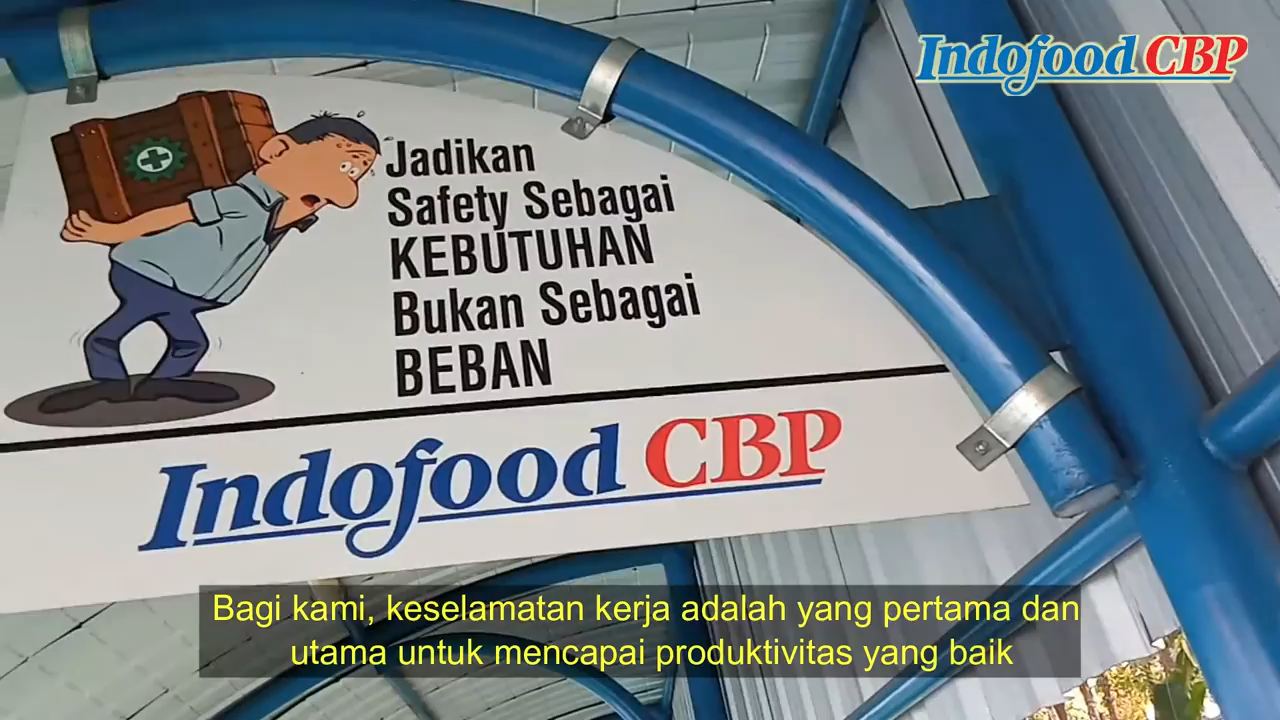 Indofood CBP
Jadikan
Safety Sebagai
KEBUTUHAN
Bukan Sebagai
BEBAN
Indofood CBP
Bagi kami, keselamatan kerja adalah yang pertama dan
utama untuk mencapai produktivitas yang baik